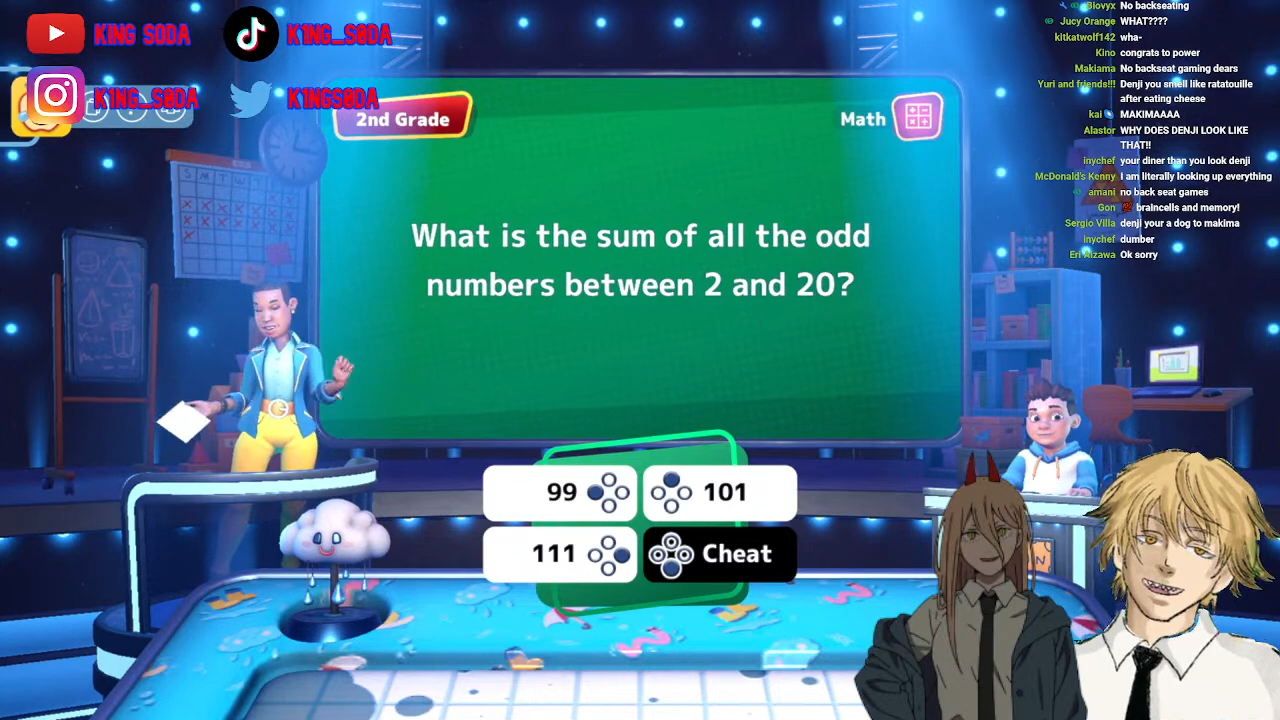 KING SODA
K1NG_S0DA
K1NG_S0DA
K1NGS0DA
2nd Grade
Math
What is the sum of all the odd
numbers between 2 and 20?
99
101
111
Cheat
S M T W T
Blovyx No backseating
Jucy Orange WHAT????
kitkatwolf142 wha-
Kino congrats to power
Makiama No backseat gaming dears
Yuri and friends!!! Denji you smell like ratatouille
after eating cheese
kai MAKIMAAAA
Alastor WHY DOES DENJI LOOK LIKE
THAT!!
inychef your diner than you look denji
McDonald's Kenny I am literally looking up everything
amani no back seat games
Gon 💯 braincells and memory!
Sergio Villa denji your a dog to makima
inychef dumber
Eri Aizawa Ok sorry